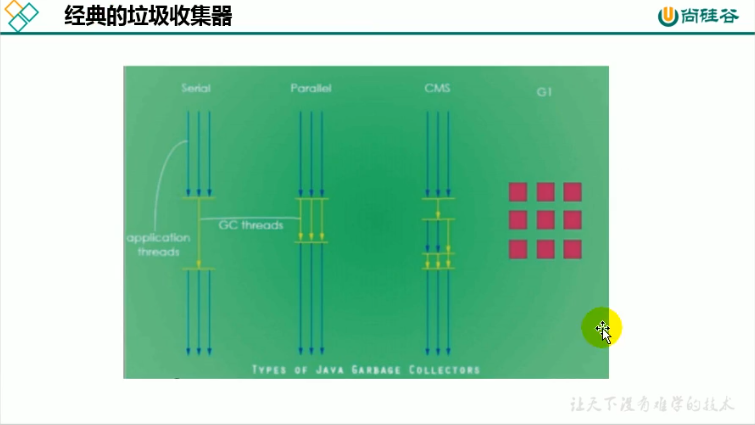 经典的垃圾收集器
尚硅谷
Serial
Parallel
CMS
G1
GC threads
application
threads
TYPES OF JAVA GARBAGE COLLECTORS
让天下没有难学的技术